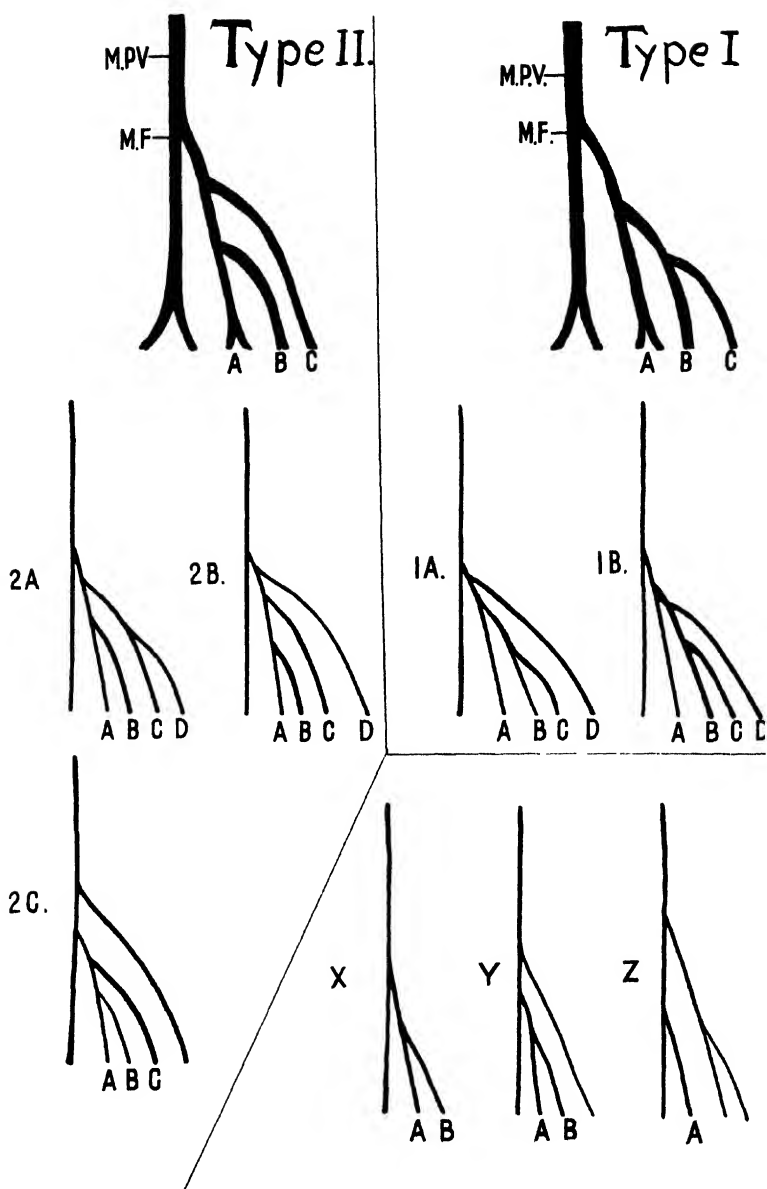 Type II.
M.PV
M.F
A B C
Type I
M.P.V.
M.F.
A B C
2A
A B C D
2B.
A B C D
1A.
A B C D
1B.
A B C D
2C.
A B C
X
A B
Y
A B
Z
A